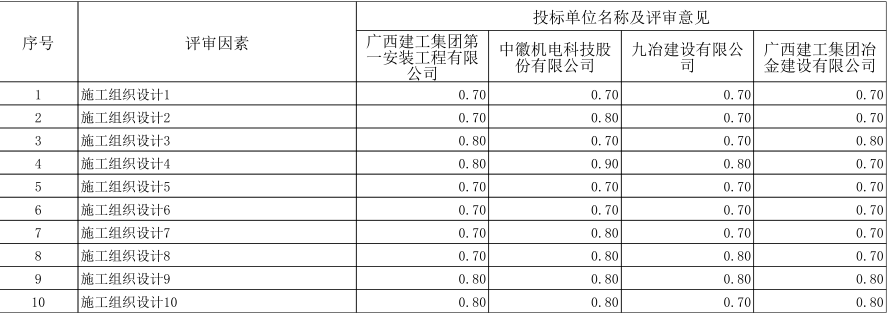 序号 评审因素 投标单位名称及评审意见
广西建工集团第一安装工程有限公司 中徽机电科技股份有限公司 九冶建设有限公司 广西建工集团冶金建设有限公司
1 施工组织设计1 0.70 0.70 0.70 0.70
2 施工组织设计2 0.70 0.80 0.70 0.70
3 施工组织设计3 0.80 0.70 0.70 0.80
4 施工组织设计4 0.80 0.90 0.80 0.70
5 施工组织设计5 0.70 0.70 0.70 0.70
6 施工组织设计6 0.70 0.70 0.70 0.70
7 施工组织设计7 0.70 0.80 0.70 0.70
8 施工组织设计8 0.70 0.80 0.80 0.70
9 施工组织设计9 0.80 0.80 0.80 0.80
10 施工组织设计10 0.80 0.80 0.70 0.80